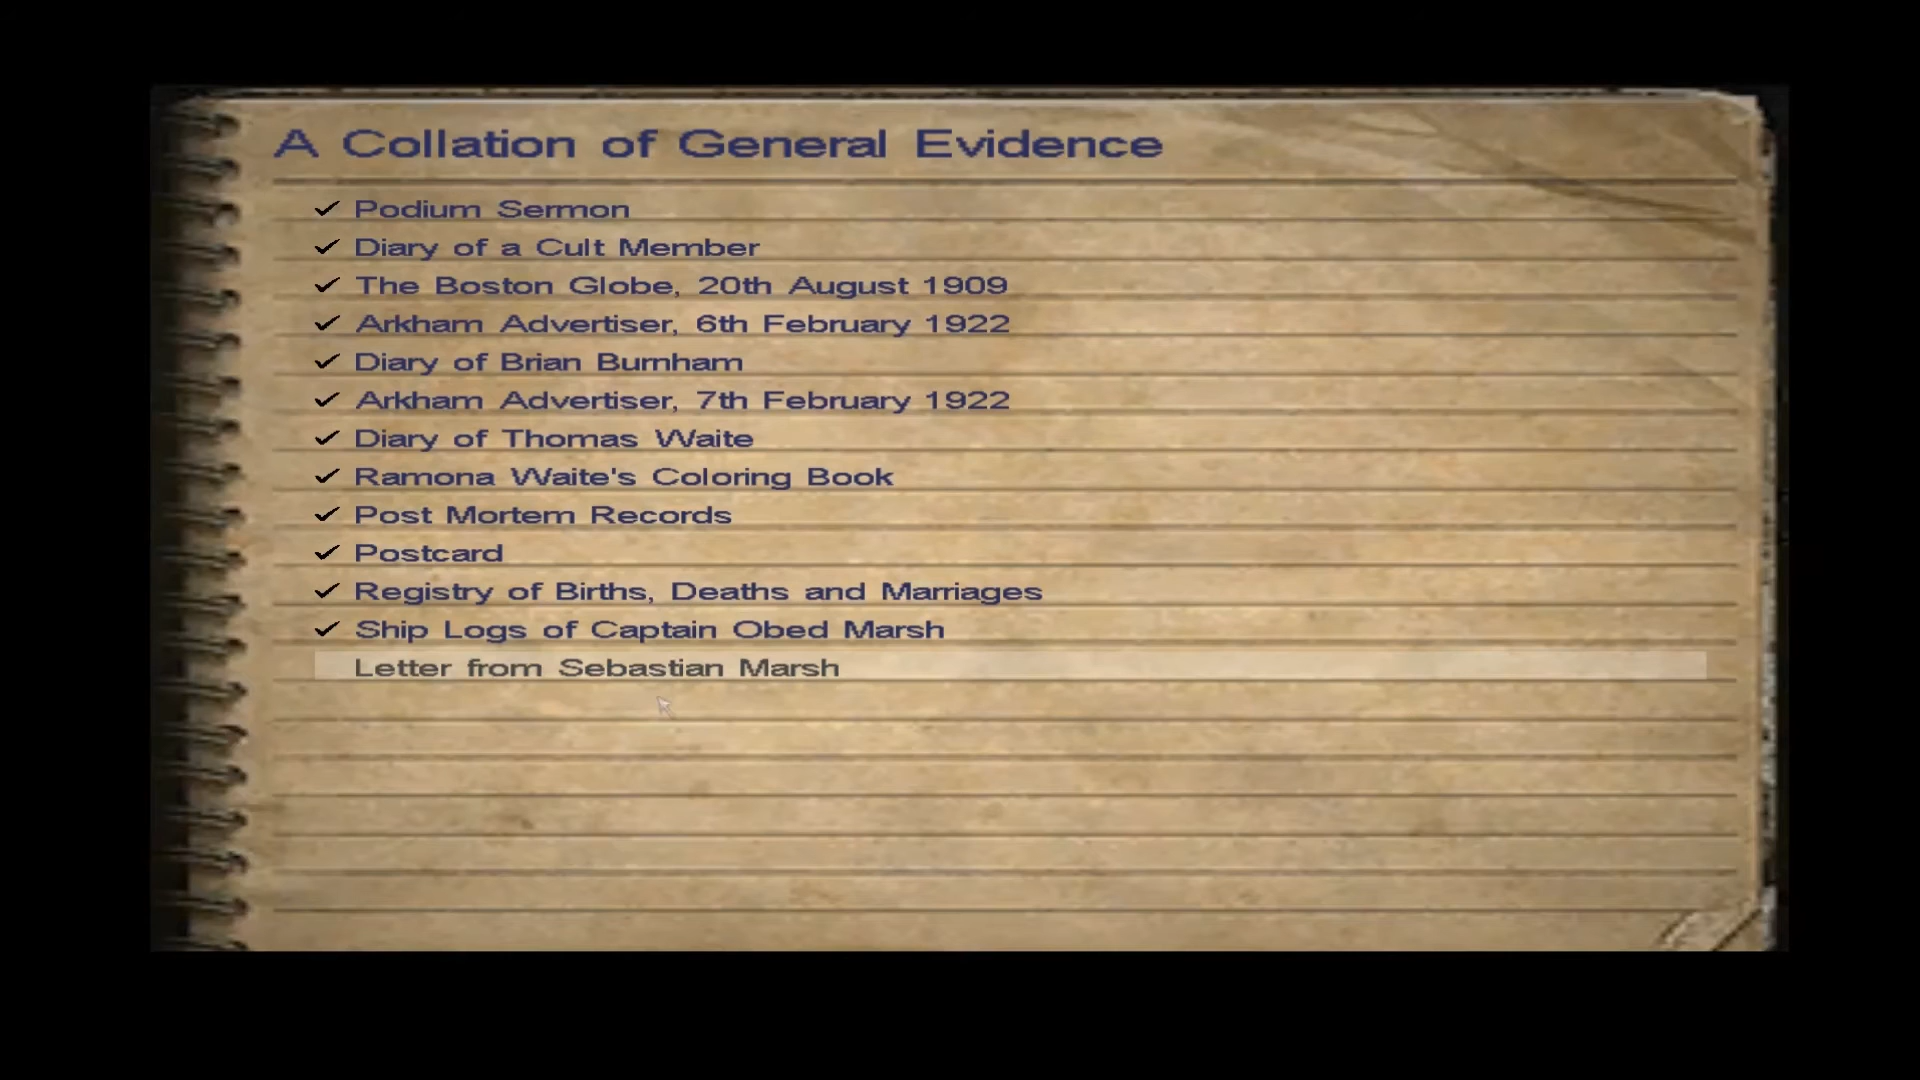 A Collation of General Evidence
✓ Podium Sermon
✓ Diary of a Cult Member
✓ The Boston Globe, 20th August 1909
✓ Arkham Advertiser, 6th February 1922
✓ Diary of Brian Burnham
✓ Arkham Advertiser, 7th February 1922
✓ Diary of Thomas Waite
✓ Ramona Waite's Coloring Book
✓ Post Mortem Records
✓ Postcard
✓ Registry of Births, Deaths and Marriages
✓ Ship Logs of Captain Obed Marsh
Letter from Sebastian Marsh